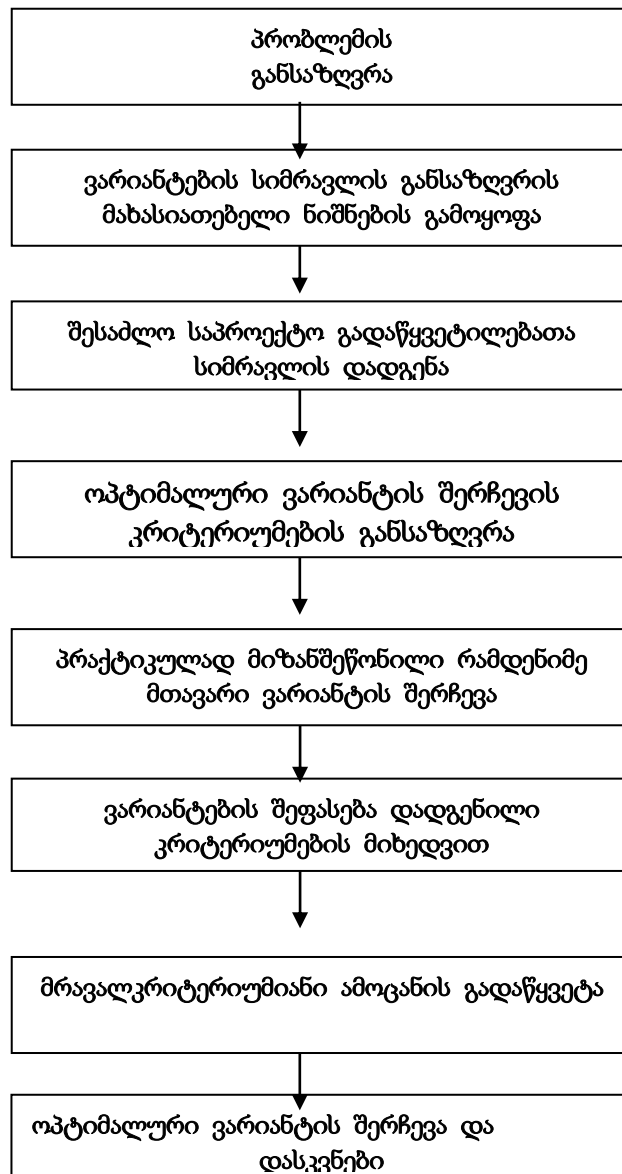 პრობლემის
განსაზღვრა
ვარიანტების სიმრავლის განსაზღვრის
მახასიათებელი ნიშნების გამოყოფა
შესაძლო საპროექტო გადაწყვეტილებათა
სიმრავლის დადგენა
ოპტიმალური ვარიანტის შერჩევის
კრიტერიუმების განსაზღვრა
პრაქტიკულად მიზანშეწონილი რამდენიმე
მთავარი ვარიანტის შერჩევა
ვარიანტების შეფასება დადგენილი
კრიტერიუმების მიხედვით
მრავალკრიტერიუმიანი ამოცანის გადაწყვეტა
ოპტიმალური ვარიანტის შერჩევა და
დასკვნები